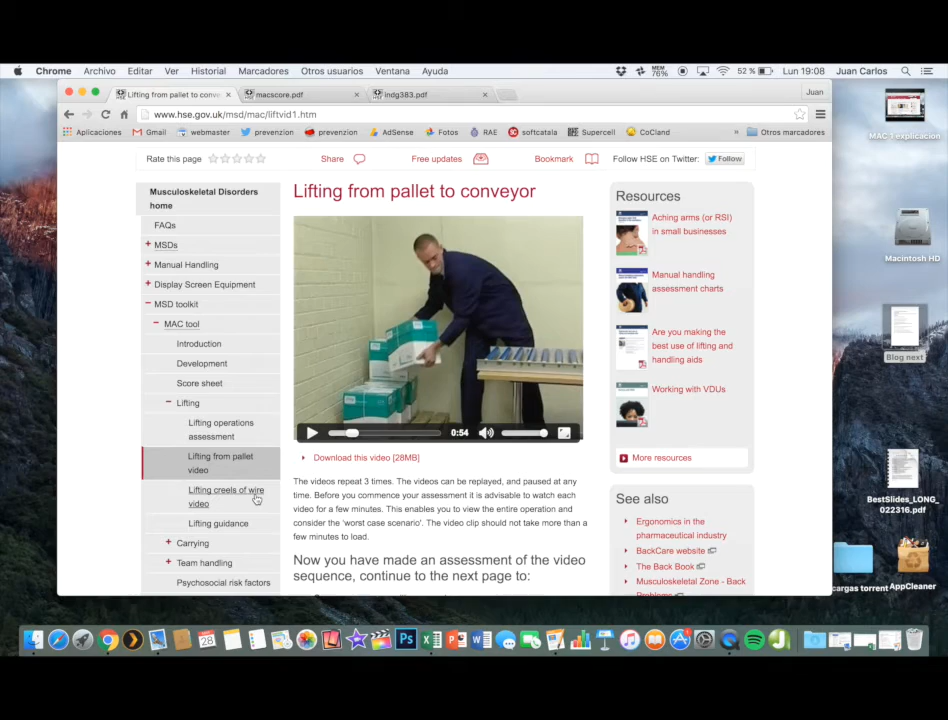 Chrome Archivo Editar Ver Historial Marcadores Otros usuarios Ventana Ayuda MEM 76% 52 % Lun 19:08 Juan Carlos
Lifting from pallet to conve macscore.pdf indg383.pdf Juan
www.hse.gov.uk/msd/mac/liftvid1.htm
Aplicaciones Gmail webmaster prevenzion prevenzion AdSense Fotos RAE softcatala Supercell CoCland » Otros marcadores
Rate this page Share Free updates Bookmark Follow HSE on Twitter: Follow
Musculoskeletal Disorders
home
FAQs
MSDs
Manual Handling
Display Screen Equipment
MSD toolkit
MAC tool
Introduction
Development
Score sheet
Lifting
Lifting operations
assessment
Lifting from pallet
video
Lifting creels of wire
video
Lifting guidance
Carrying
Team handling
Psychosocial risk factors
Lifting from pallet to conveyor
0:54
Download this video [28MB]
The videos repeat 3 times. The videos can be replayed, and paused at any
time. Before you commence your assessment it is advisable to watch each
video for a few minutes. This enables you to view the entire operation and
consider the 'worst case scenario'. The video clip should not take more than a
few minutes to load.
Now you have made an assessment of the video
sequence, continue to the next page to:
Resources
Aching arms (or RSI)
in small businesses
Manual handling
assessment charts
Are you making the
best use of lifting and
handling aids
Working with VDUs
More resources
See also
Ergonomics in the
pharmaceutical industry
BackCare website
The Back Book
Musculoskeletal Zone - Back
Problems
MAC 1 explicacion
Macintosh HD
Blog next
BestSlides_LONG_
022316.pdf
cargas torrent
AppCleaner
28
Ps